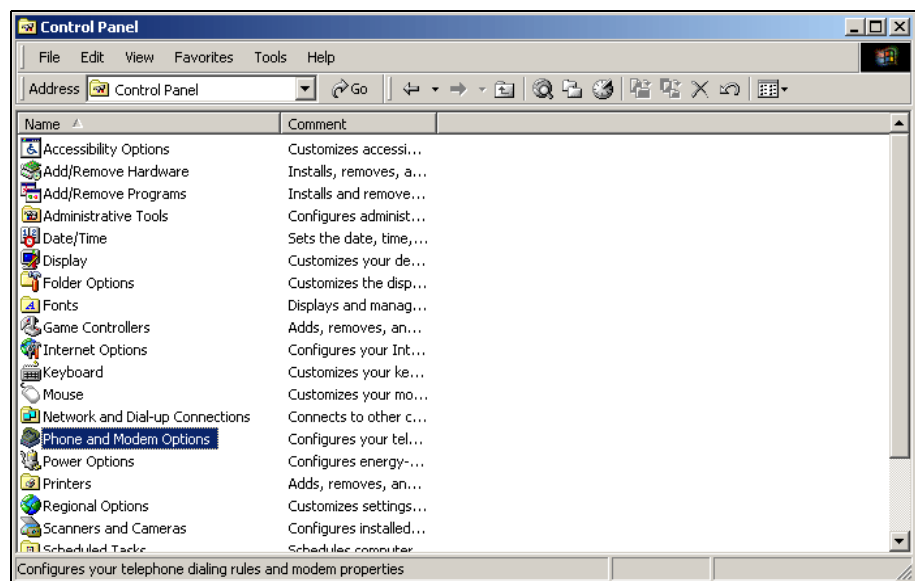 Control Panel
File Edit View Favorites Tools Help
Address Control Panel Go
Name Comment
Accessibility Options Customizes accessi...
Add/Remove Hardware Installs, removes, a...
Add/Remove Programs Installs and remove...
Administrative Tools Configures administ...
Date/Time Sets the date, time,...
Display Customizes your de...
Folder Options Customizes the disp...
Fonts Displays and manag...
Game Controllers Adds, removes, an...
Internet Options Configures your Int...
Keyboard Customizes your ke...
Mouse Customizes your mo...
Network and Dial-up Connections Connects to other c...
Phone and Modem Options Configures your tel...
Power Options Configures energy-...
Printers Adds, removes, an...
Regional Options Customizes settings...
Scanners and Cameras Configures installed...
Scheduled Tasks Schedules computer
Configures your telephone dialing rules and modem properties